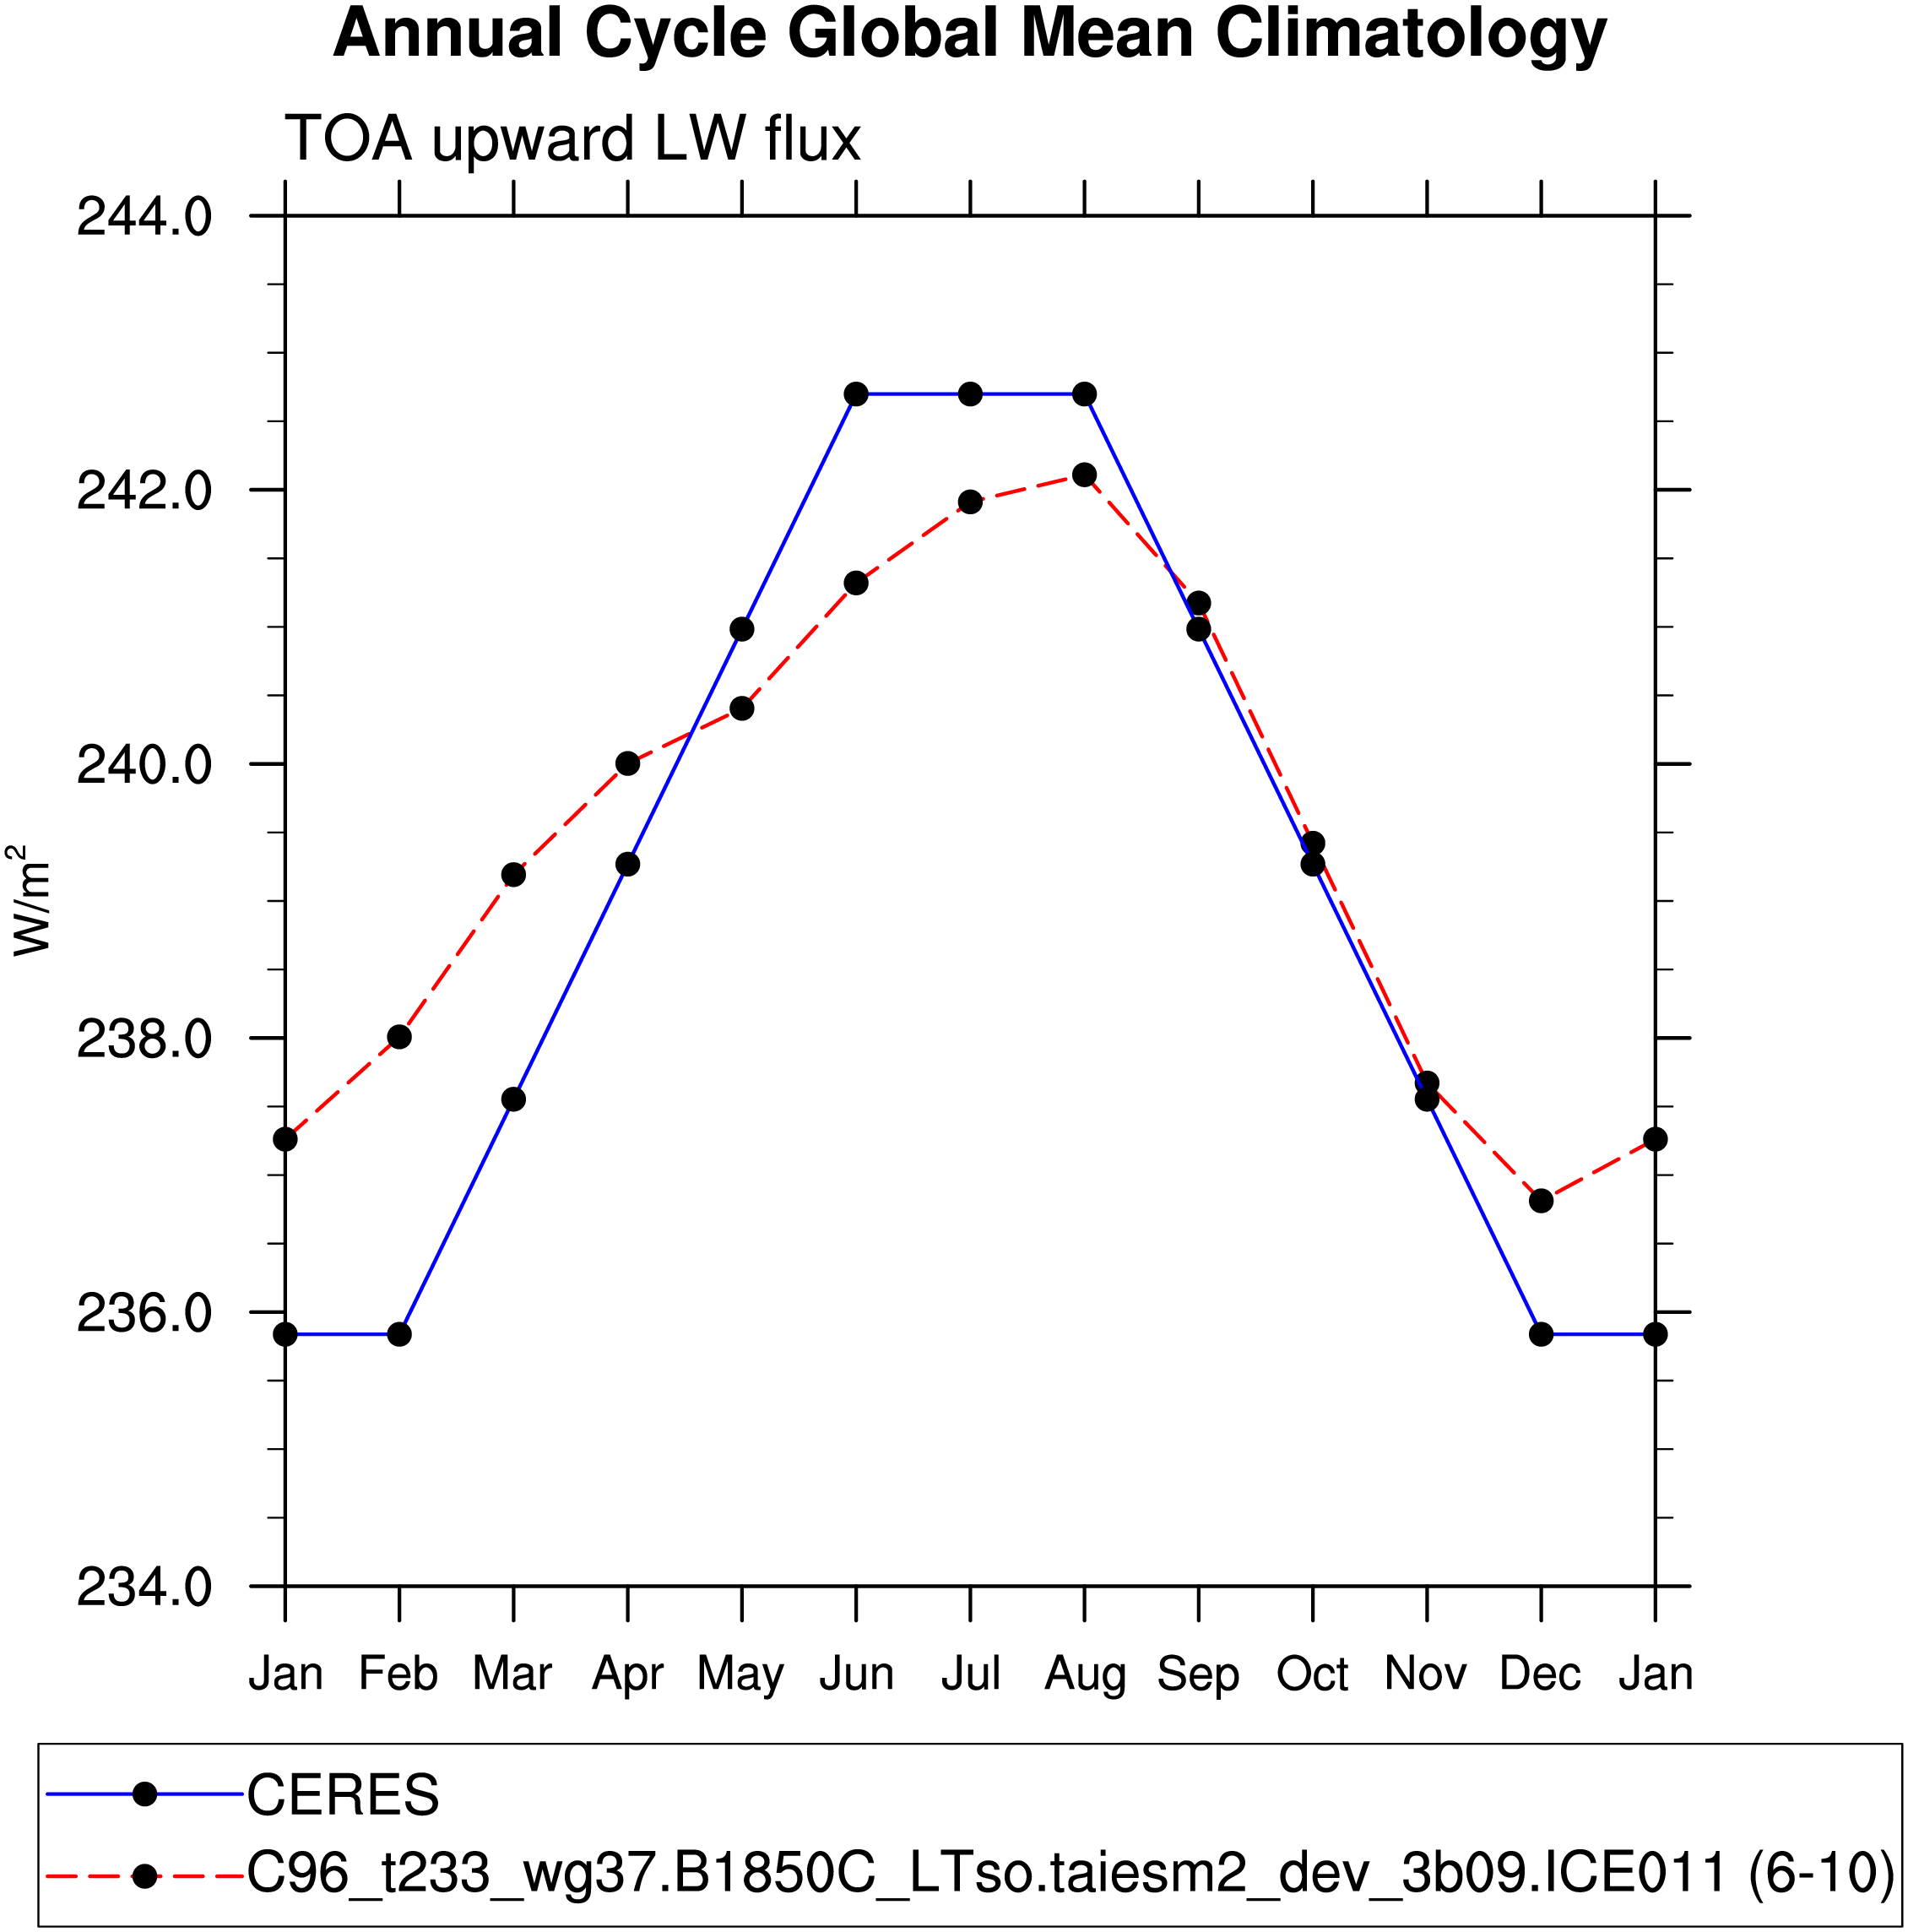 Annual Cycle Global Mean Climatology
TOA upward LW flux
244.0
242.0
240.0
238.0
236.0
234.0
W/m²
Jan Feb Mar Apr May Jun Jul Aug Sep Oct Nov Dec Jan
CERES
C96_t233_wg37.B1850C_LTso.taiesm2_dev_3b09.ICE011 (6-10)